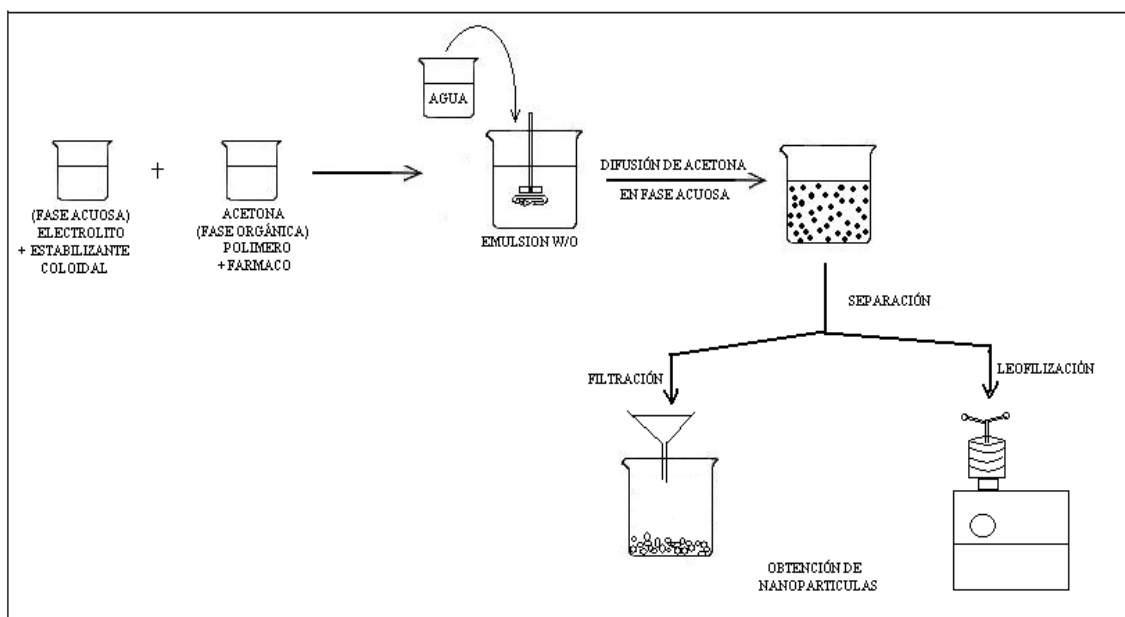 AGUA
+
(FASE ACUOSA)
ELECTROLITO
+ ESTABILIZANTE
COLOIDAL
ACETONA
(FASE ORGÁNICA)
POLIMERO
+ FARMACO
EMULSION W/O
DIFUSIÓN DE ACETONA
EN FASE ACUOSA
SEPARACIÓN
FILTRACIÓN
LEOFILIZACIÓN
OBTENCIÓN DE
NANOPARTICULAS